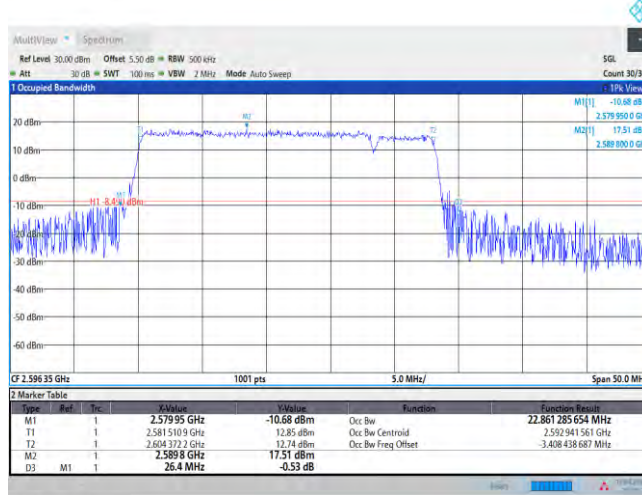 MultiView Spectrum
Ref Level 30.00 dBm Offset 5.50 dB RBW 500 kHz SGL
Att 30 dB SWT 100 ms VBW 2 MHz Mode Auto Sweep Count 30/3
1 Occupied Bandwidth 1Pk View
M1[1] -10.68 dB
2.579 950 0 G
M2[1] 17.51 dB
2.589 800 0 G
M2
20 dBm
T1 T2
10 dBm
0 dBm
M1
H1 -8.490 dBm
-10 dBm
-20 dBm
-30 dBm
-40 dBm
-50 dBm
-60 dBm
CF 2.596 35 GHz 1001 pts 5.0 MHz/ Span 50.0 MH
2 Marker Table
Type Ref Trc X-Value Y-Value Function Function Result
M1 1 2.579 95 GHz -10.68 dBm Occ Bw 22.861 285 654 MHz
T1 1 2.581 510 9 GHz 12.85 dBm Occ Bw Centroid 2.592 941 561 GHz
T2 1 2.604 372 2 GHz 12.74 dBm Occ Bw Freq Offset -3.408 438 687 MHz
M2 1 2.589 8 GHz 17.51 dBm
D3 M1 1 26.4 MHz -0.53 dB